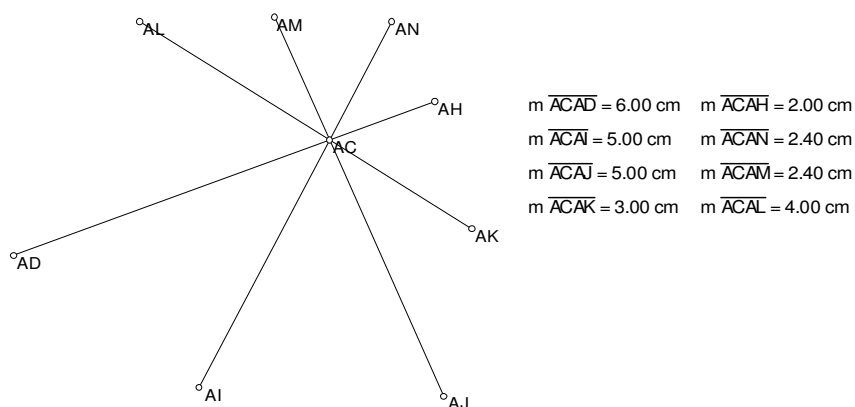 AL
AM
AN
AH
AC
AK
AD
AI
AJ
m ACAD = 6.00 cm m ACAH = 2.00 cm
m ACAI = 5.00 cm m ACAN = 2.40 cm
m ACAJ = 5.00 cm m ACAM = 2.40 cm
m ACAK = 3.00 cm m ACAL = 4.00 cm